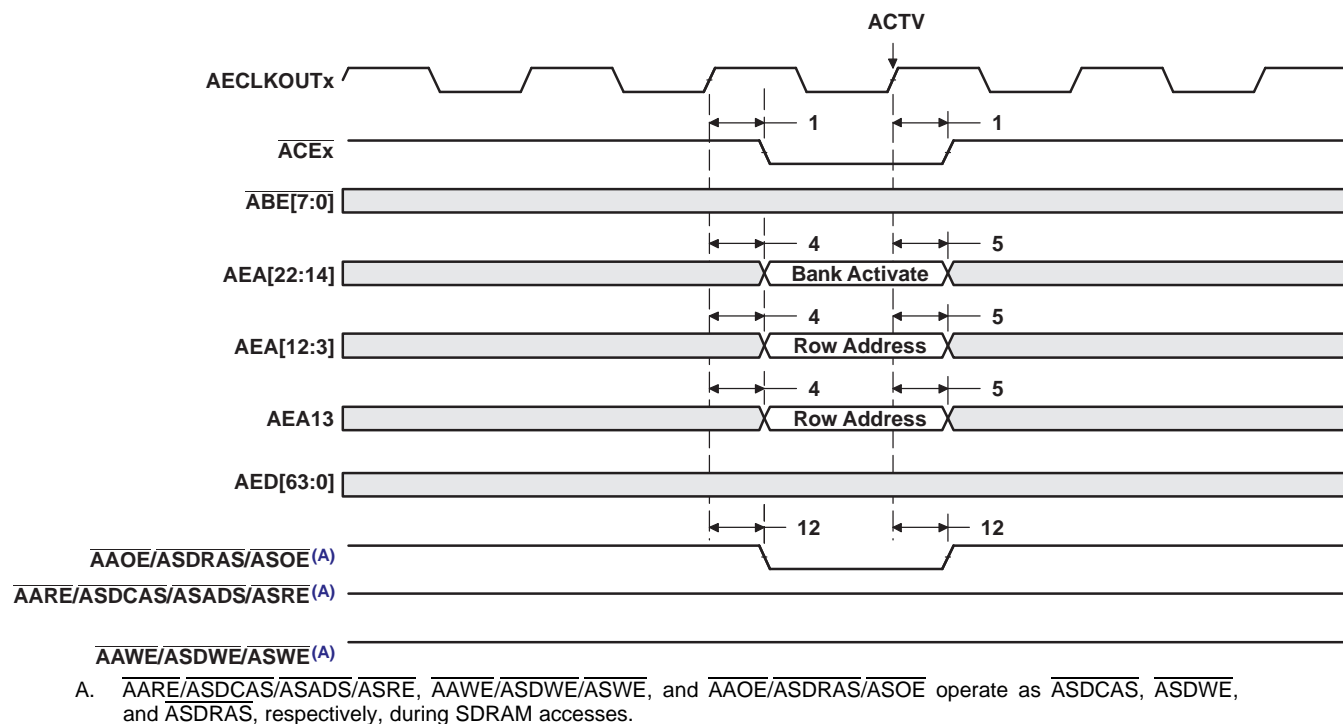 ACTV
AECLKOUTx
1 1
ACEx
ABE[7:0]
4 5
AEA[22:14] Bank Activate
4 5
AEA[12:3] Row Address
4 5
AEA13 Row Address
AED[63:0]
12 12
AAOE/ASDRAS/ASOE(A)
AARE/ASDCAS/ASADS/ASRE(A)
AAWE/ASDWE/ASWE(A)
A. AARE/ASDCAS/ASADS/ASRE, AAWE/ASDWE/ASWE, and AAOE/ASDRAS/ASOE operate as ASDCAS, ASDWE,
and ASDRAS, respectively, during SDRAM accesses.